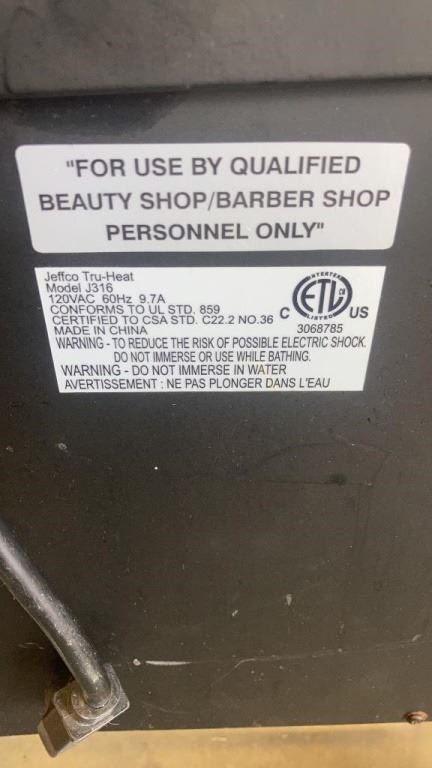 "FOR USE BY QUALIFIED
BEAUTY SHOP/BARBER SHOP
PERSONNEL ONLY"
Jeffco Tru-Heat
Model J316
120VAC 60Hz 9.7A
CONFORMS TO UL STD. 859
CERTIFIED TO CSA STD. C22.2 NO.36
MADE IN CHINA
INTERTEK
C ETL CM US
LISTED
3068785
WARNING - TO REDUCE THE RISK OF POSSIBLE ELECTRIC SHOCK.
DO NOT IMMERSE OR USE WHILE BATHING.
WARNING - DO NOT IMMERSE IN WATER
AVERTISSEMENT : NE PAS PLONGER DANS L'EAU